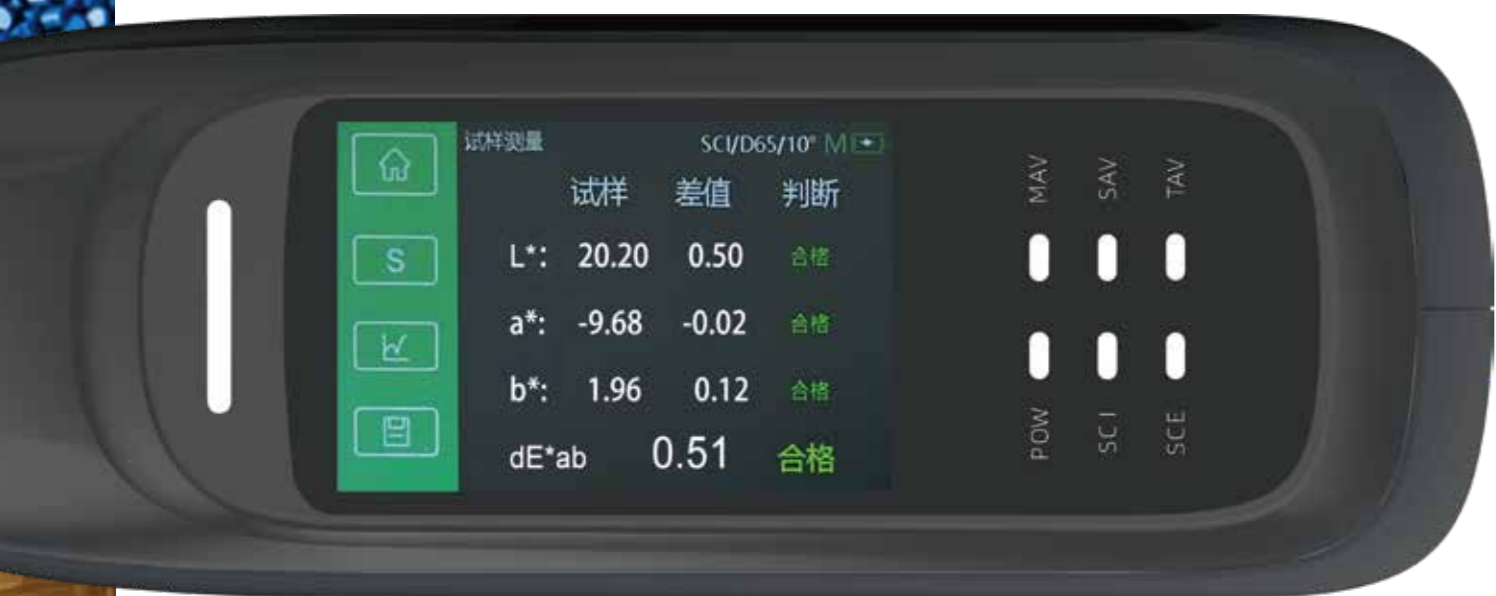 试样测量 SCI/D65/10° M
试样 差值 判断
S
L*: 20.20 0.50 合格
a*: -9.68 -0.02 合格
b*: 1.96 0.12 合格
dE*ab 0.51 合格
MAV SAV TAV
POW SCI SCE